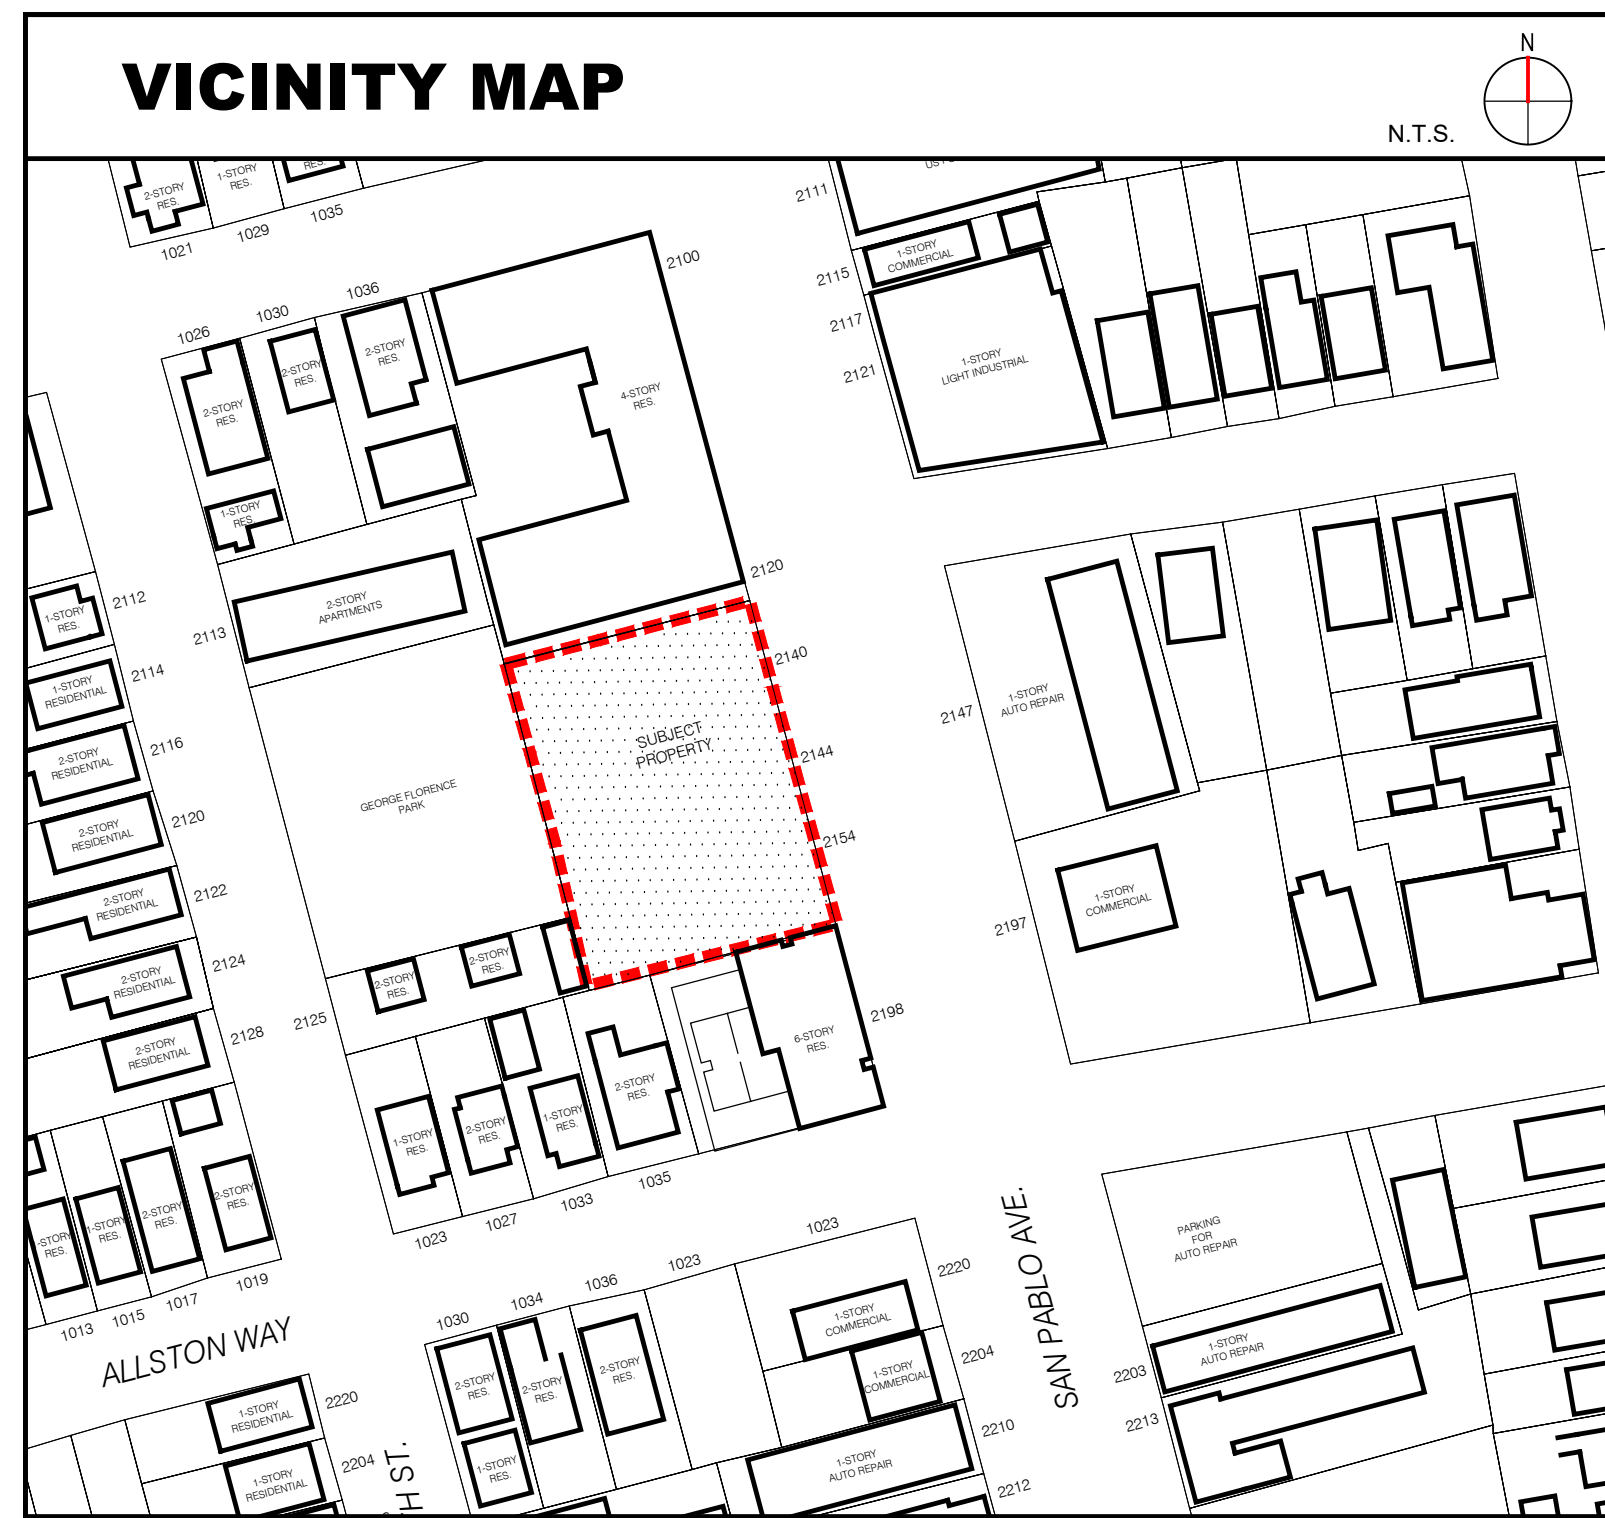 VICINITY MAP
N
N.T.S.
2-STORY
RES.
1-STORY
RES.
RES.
1021
1029
1035
2111
1-STORY
COMMERCIAL
2115
2117
2121
1-STORY
LIGHT INDUSTRIAL
2100
1026
1030
1036
2-STORY
RES.
2-STORY
RES.
2-STORY
RES.
4-STORY
RES.
1-STORY
RES.
2120
2-STORY
APARTMENTS
2113
2112
1-STORY
RES.
2114
1-STORY
RESIDENTIAL
2116
2-STORY
RESIDENTIAL
2120
2-STORY
RESIDENTIAL
2122
2-STORY
RESIDENTIAL
2124
2-STORY
RESIDENTIAL
2128
2-STORY
RESIDENTIAL
GEORGE FLORENCE
PARK
SUBJECT
PROPERTY
2140
2144
2154
2147
1-STORY
AUTO REPAIR
2197
1-STORY
COMMERCIAL
2125
2-STORY
RES.
2-STORY
RES.
2198
6-STORY
RES.
1-STORY
RES.
2-STORY
RES.
1-STORY
RES.
2-STORY
RES.
1023
1027
1033
1035
-STORY
RES.
1-STORY
RES.
2-STORY
RES.
2-STORY
RES.
1013
1015
1017
1019
ALLSTON WAY
SAN PABLO AVE.
H ST.
1030
1034
1036
1023
1023
2220
2204
2210
2212
2-STORY
RES.
2-STORY
RES.
2-STORY
RES.
1-STORY
RES.
1-STORY
COMMERCIAL
1-STORY
COMMERCIAL
1-STORY
AUTO REPAIR
1-STORY
RESIDENTIAL
2220
1-STORY
RESIDENTIAL
2204
PARKING
FOR
AUTO REPAIR
1-STORY
AUTO REPAIR
2203
2213